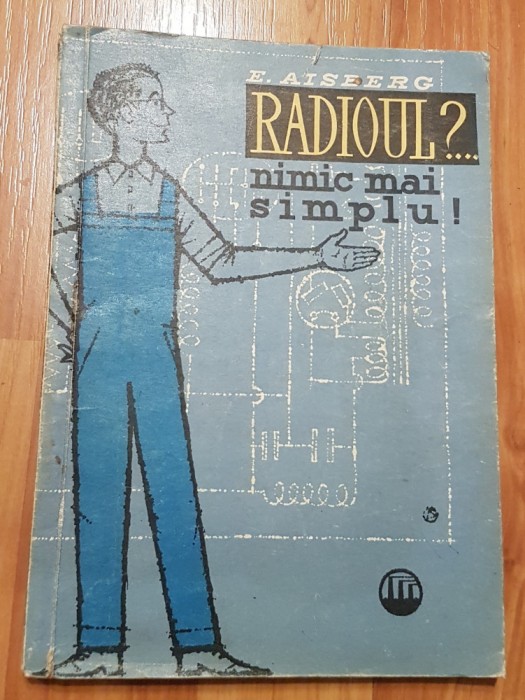 E. AISBERG
RADIOUL?...
nimic mai
simplu!